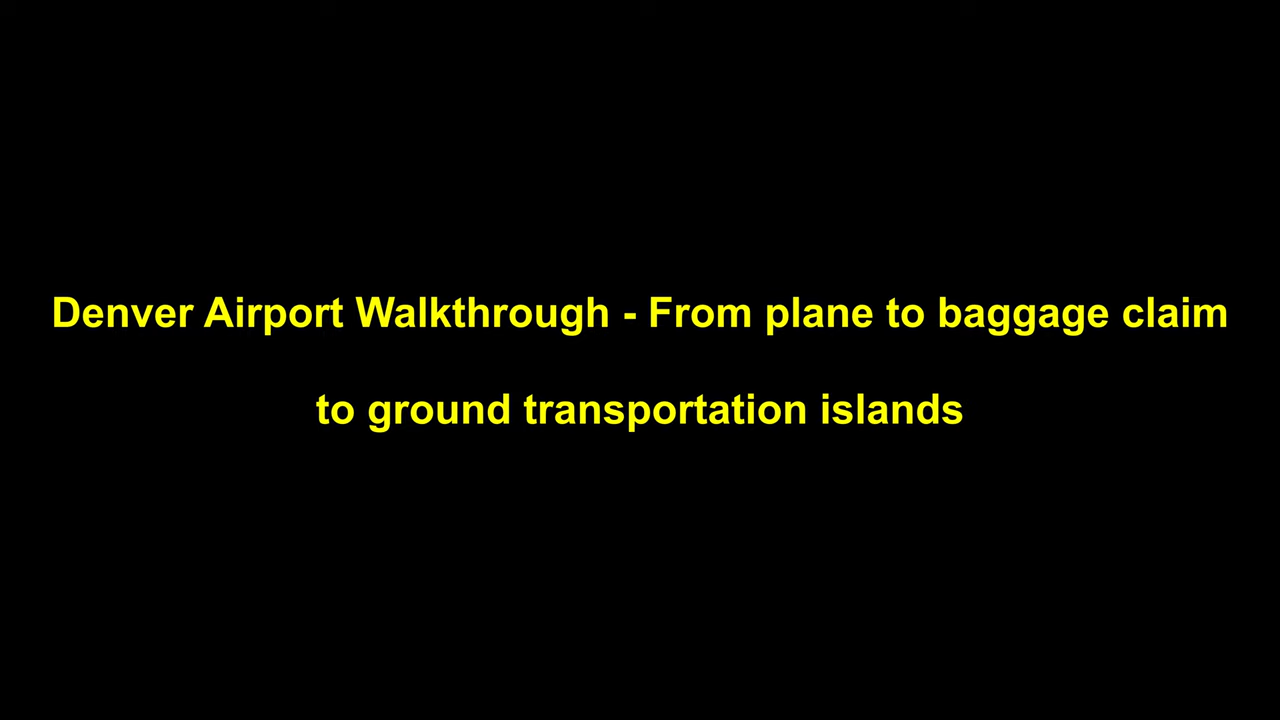 Denver Airport Walkthrough - From plane to baggage claim
to ground transportation islands